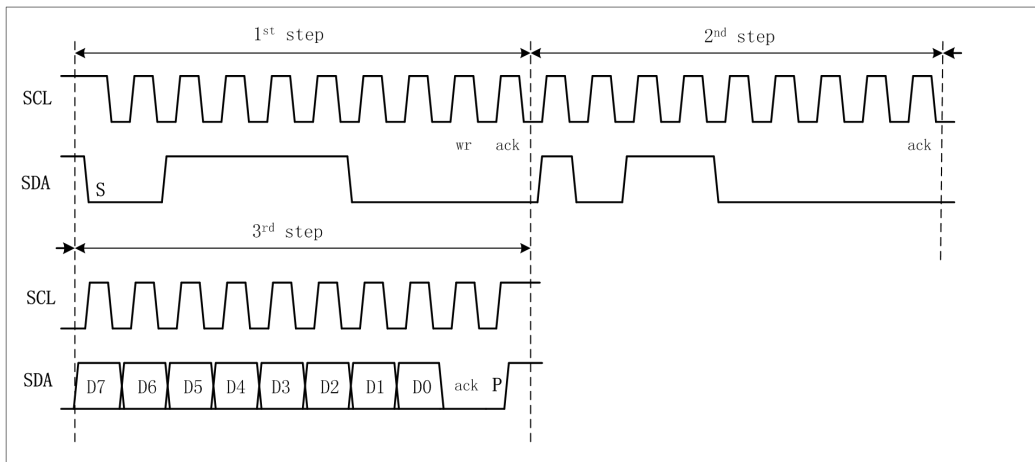 1st step 2nd step
SCL
wr ack ack
SDA S
3rd step
SCL
SDA D7 D6 D5 D4 D3 D2 D1 D0 ack P